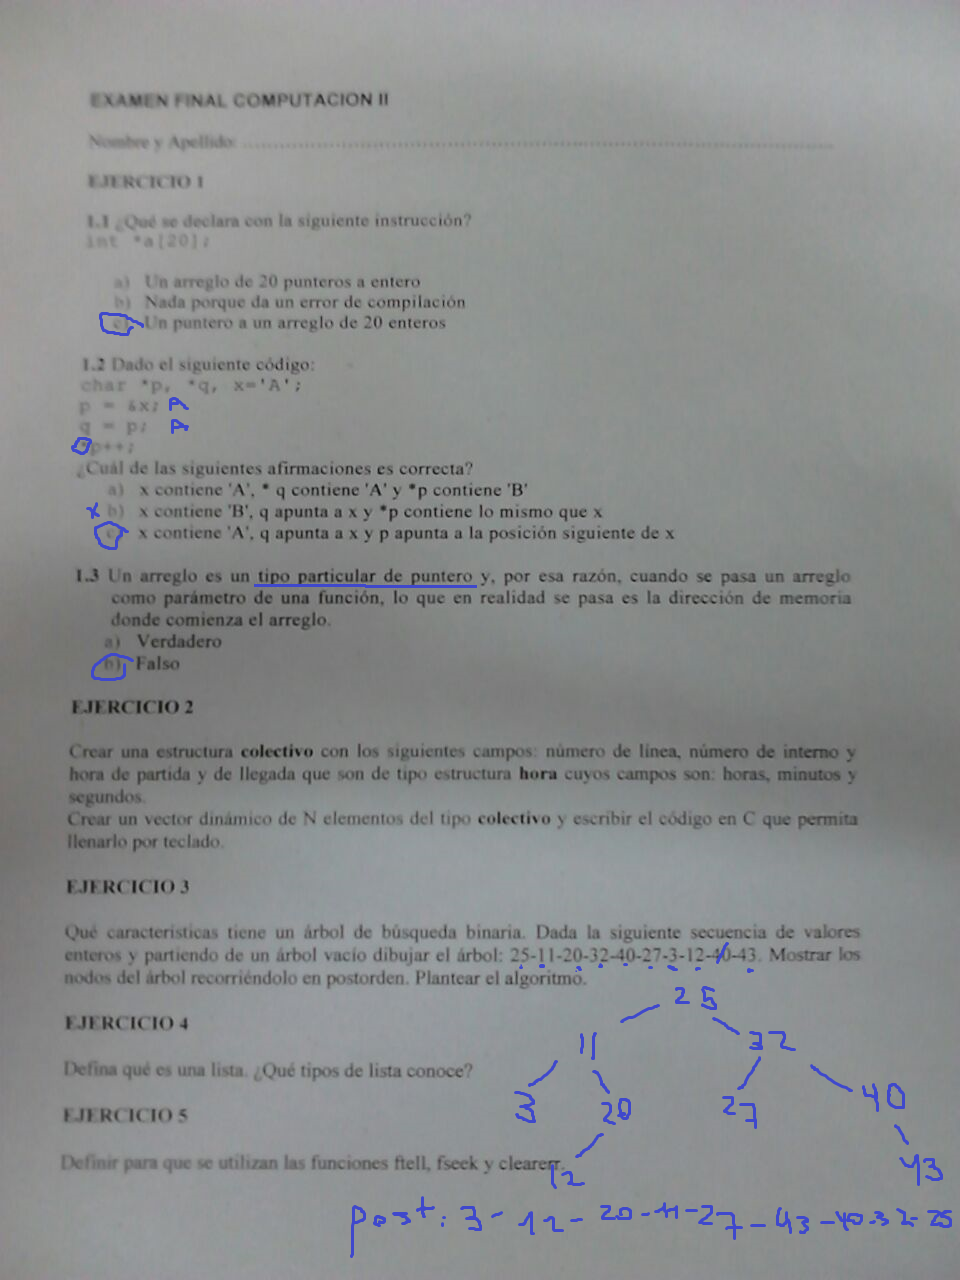 EXAMEN FINAL COMPUTACION II
Nombre y Apellido: ........................................................................
EJERCICIO 1
1.1 ¿Qué se declara con la siguiente instrucción?
int *a[20];
a) Un arreglo de 20 punteros a entero
b) Nada porque da un error de compilación
c) Un puntero a un arreglo de 20 enteros
1.2 Dado el siguiente código:
char *p, *q, x='A';
p = &x; A
q = p; A
*p++;
¿Cuál de las siguientes afirmaciones es correcta?
a) x contiene 'A', * q contiene 'A' y *p contiene 'B'
x b) x contiene 'B', q apunta a x y *p contiene lo mismo que x
c) x contiene 'A', q apunta a x y p apunta a la posición siguiente de x
1.3 Un arreglo es un tipo particular de puntero y, por esa razón, cuando se pasa un arreglo
como parámetro de una función, lo que en realidad se pasa es la dirección de memoria
donde comienza el arreglo.
a) Verdadero
b) Falso
EJERCICIO 2
Crear una estructura colectivo con los siguientes campos: número de línea, número de interno y
hora de partida y de llegada que son de tipo estructura hora cuyos campos son: horas, minutos y
segundos.
Crear un vector dinámico de N elementos del tipo colectivo y escribir el código en C que permita
llenarlo por teclado.
EJERCICIO 3
Qué características tiene un árbol de búsqueda binaria. Dada la siguiente secuencia de valores
enteros y partiendo de un árbol vacío dibujar el árbol: 25-11-20-32-40-27-3-12-40-43. Mostrar los
nodos del árbol recorriéndolo en postorden. Plantear el algoritmo.
25
EJERCICIO 4
11 32
Defina qué es una lista. ¿Qué tipos de lista conoce?
3 20 27 40
EJERCICIO 5
Definir para que se utilizan las funciones ftell, fseek y clearerr.
12 43
post: 3-12-20-11-27-43-40-32-25